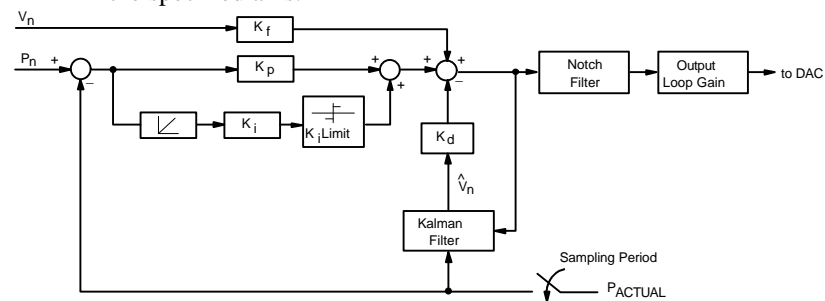 V_n
K_f
P_n
+
−
K_p
+
+
+
+
−
Notch
Filter
Output
Loop Gain
to DAC
K_i
K_i Limit
K_d
V̂_n
Kalman
Filter
Sampling Period
P_ACTUAL